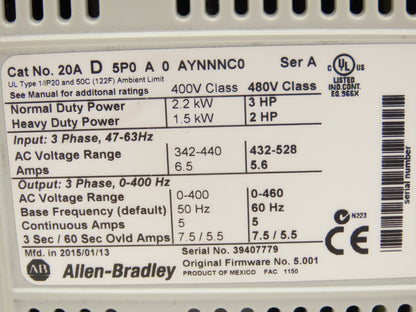 Cat No. 20A D 5P0 A 0 AYNNNC0 Ser A
UL Type 1/IP20 and 50C (122F) Ambient Limit
See Manual for additional ratings 400V Class 480V Class
Normal Duty Power 2.2 kW 3 HP
Heavy Duty Power 1.5 kW 2 HP
Input: 3 Phase, 47-63Hz
AC Voltage Range 342-440 432-528
Amps 6.5 5.6
Output: 3 Phase, 0-400 Hz
AC Voltage Range 0-400 0-460
Base Frequency (default) 50 Hz 60 Hz
Continuous Amps 5 5
3 Sec / 60 Sec Ovld Amps 7.5 / 5.5 7.5 / 5.5
Mfd. in 2015/01/13 Serial No. 39407779
Original Firmware No. 5.001
AB Allen-Bradley PRODUCT OF MEXICO FAC 1150
C UL US
LISTED
IND.CONT.
EQ.966X
serial number
N223
CE